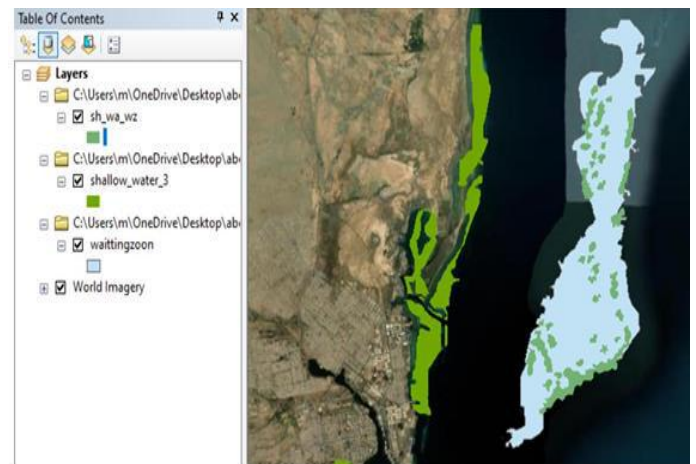 Table Of Contents
Layers
C:\Users\m\OneDrive\Desktop\ab
sh_wa_wz
C:\Users\m\OneDrive\Desktop\ab
shallow_water_3
C:\Users\m\OneDrive\Desktop\ab
waittingzoon
World Imagery